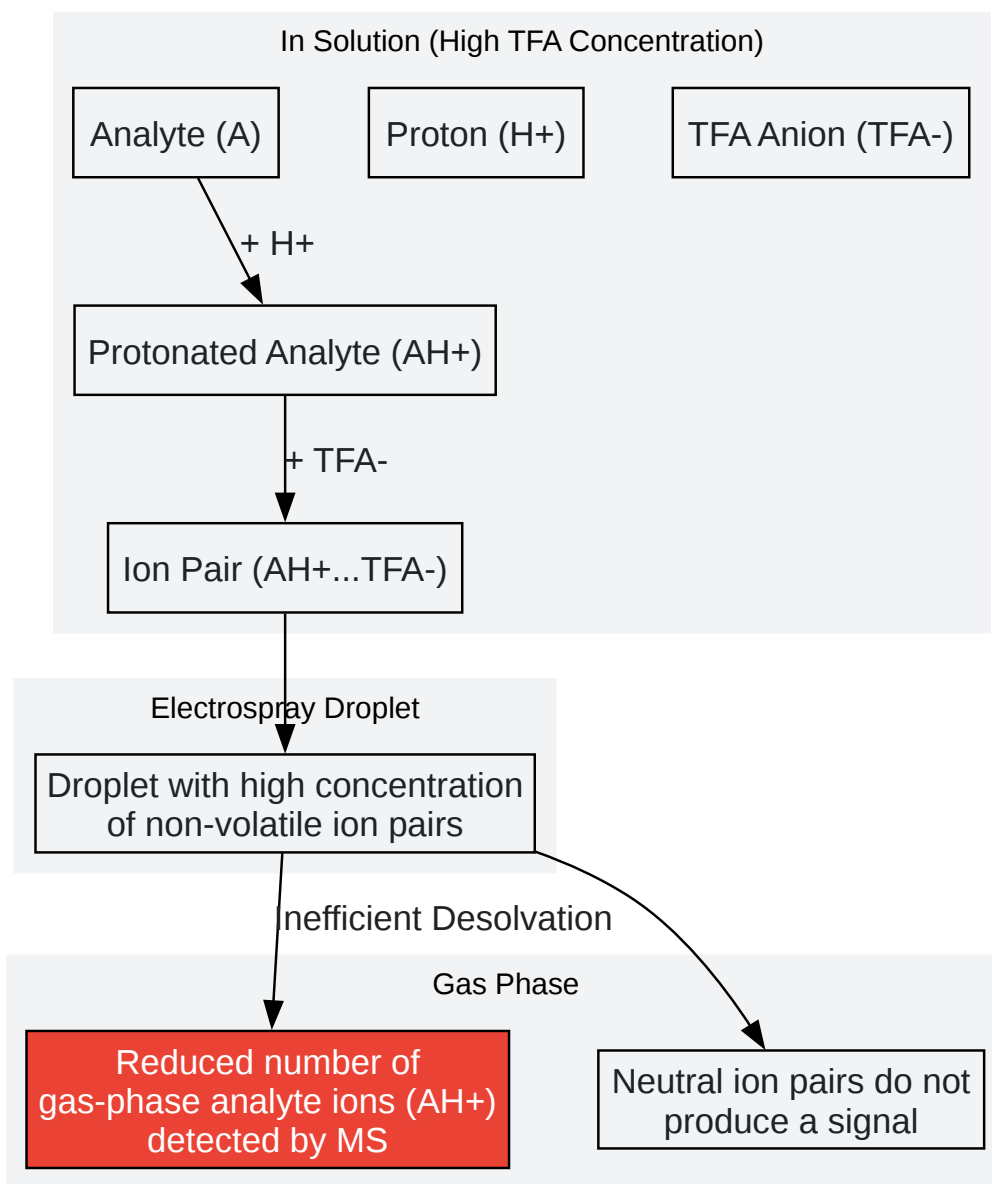 In Solution (High TFA Concentration)
Analyte (A)
Proton (H+)
TFA Anion (TFA-)
+ H+
Protonated Analyte (AH+)
+ TFA-
Ion Pair (AH+...TFA-)
Electrospray Droplet
Droplet with high concentration
of non-volatile ion pairs
Inefficient Desolvation
Gas Phase
Reduced number of
gas-phase analyte ions (AH+)
detected by MS
Neutral ion pairs do not
produce a signal